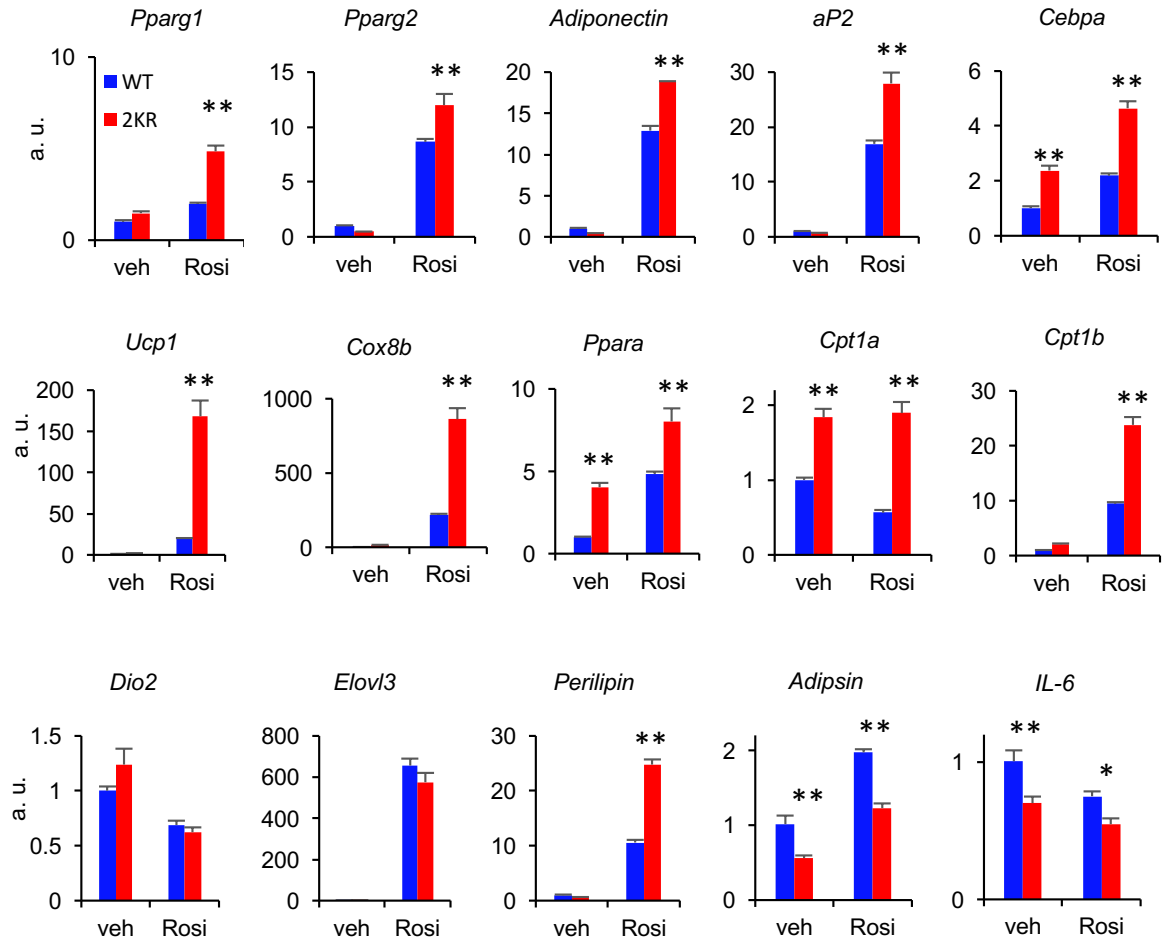 Pparg1 Pparg2 Adiponectin aP2 Cebpa
10 15 20 30 6
WT
2KR
** ** ** ** ** **
a. u.
5 10 15 20 4
5 10 10 2
5
0 0 0 0 0
veh Rosi veh Rosi veh Rosi veh Rosi veh Rosi
Ucp1 Cox8b Ppara Cpt1a Cpt1b
200 1000 10 2 30
** ** ** ** ** ** **
a. u.
150 500 5 1 20
100 10
50
0 0 0 0 0
veh Rosi veh Rosi veh Rosi veh Rosi veh Rosi
Dio2 Elovl3 Perilipin Adipsin IL-6
1.5 800 30 2 1
** ** ** ** *
a. u.
1 600 20 1
0.5 400 10
200
0 0 0 0 0
veh Rosi veh Rosi veh Rosi veh Rosi veh Rosi